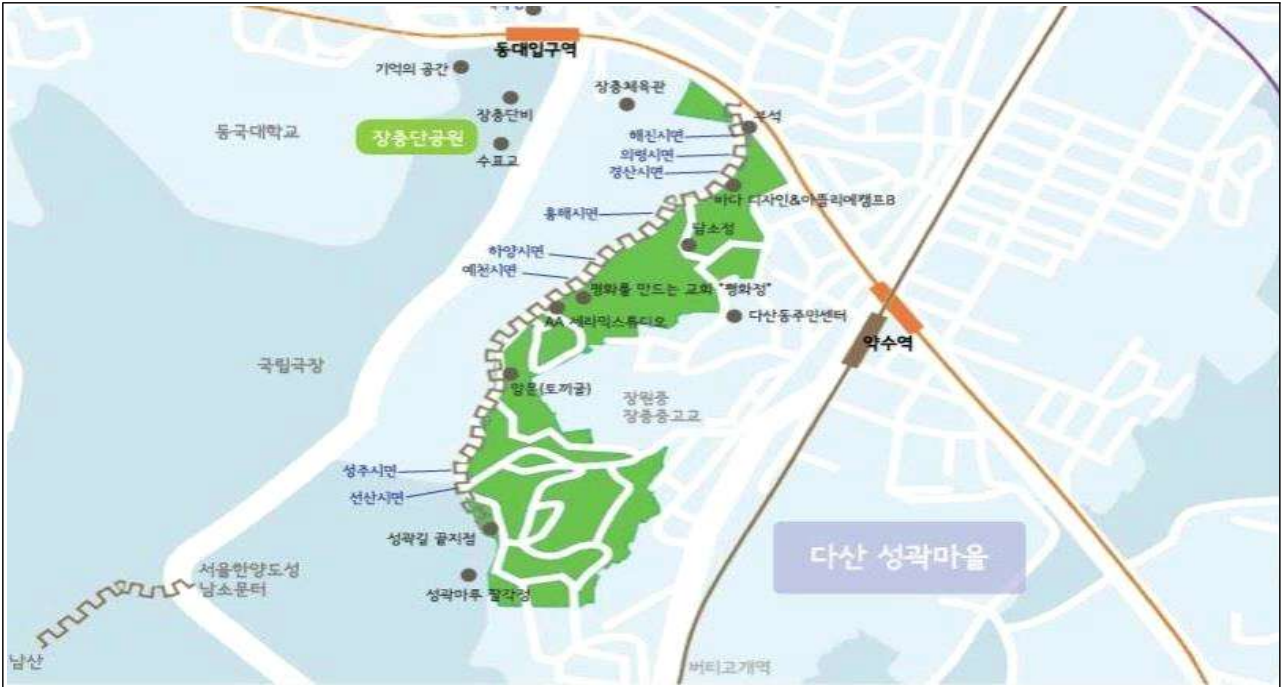 동대입구역
기억의 공간
장충체육관
장충단비
부석
동국대학교
장충단공원
해진시면
수표교
의령시면
경산시면
바다 디자인&아뜰리에캠프B
흥해시면
담소정
하양시면
예천시면
평화를 만드는 교회 "평화정"
AA 세라믹스튜디오
다산동주민센터
약수역
국립극장
암문(토끼굴)
장원중
장충중고교
성주시면
선산시면
성곽길 끝지점
다산 성곽마을
서울한양도성
남소문터
성곽마루 팔각정
남산
버티고개역